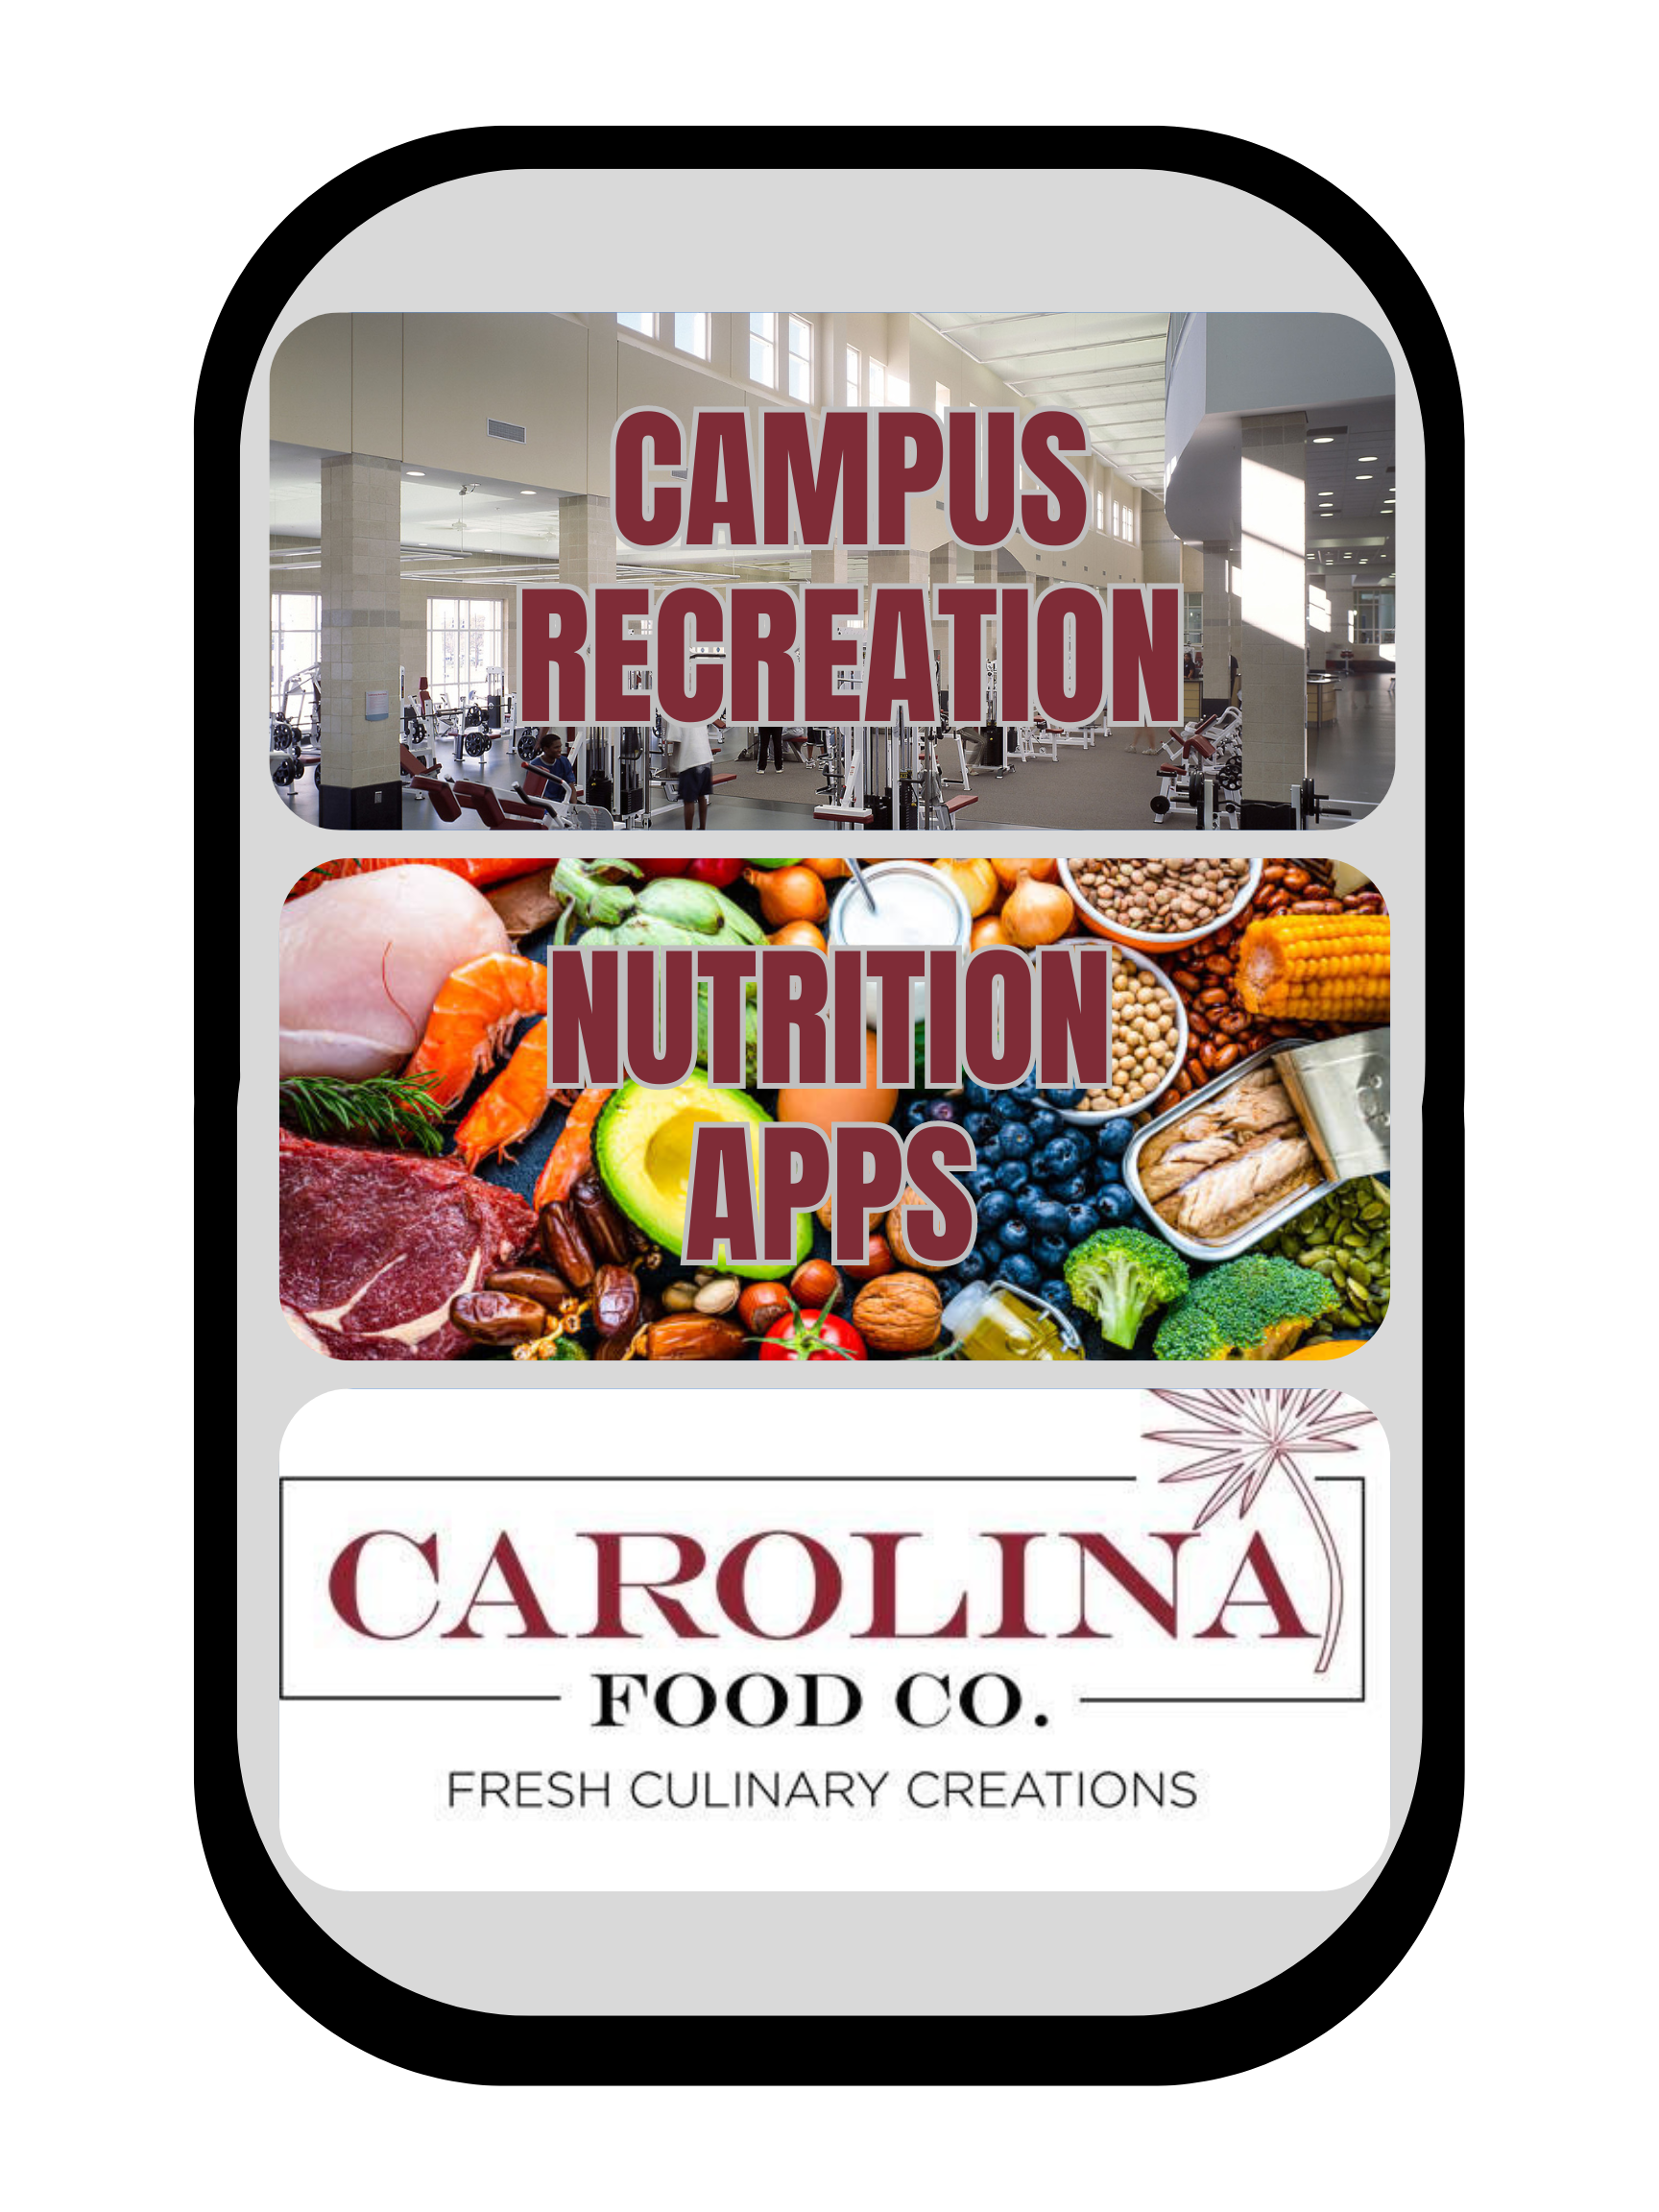 CAMPUS
RECREATION
NUTRITION
APPS
CAROLINA
FOOD CO.
FRESH CULINARY CREATIONS